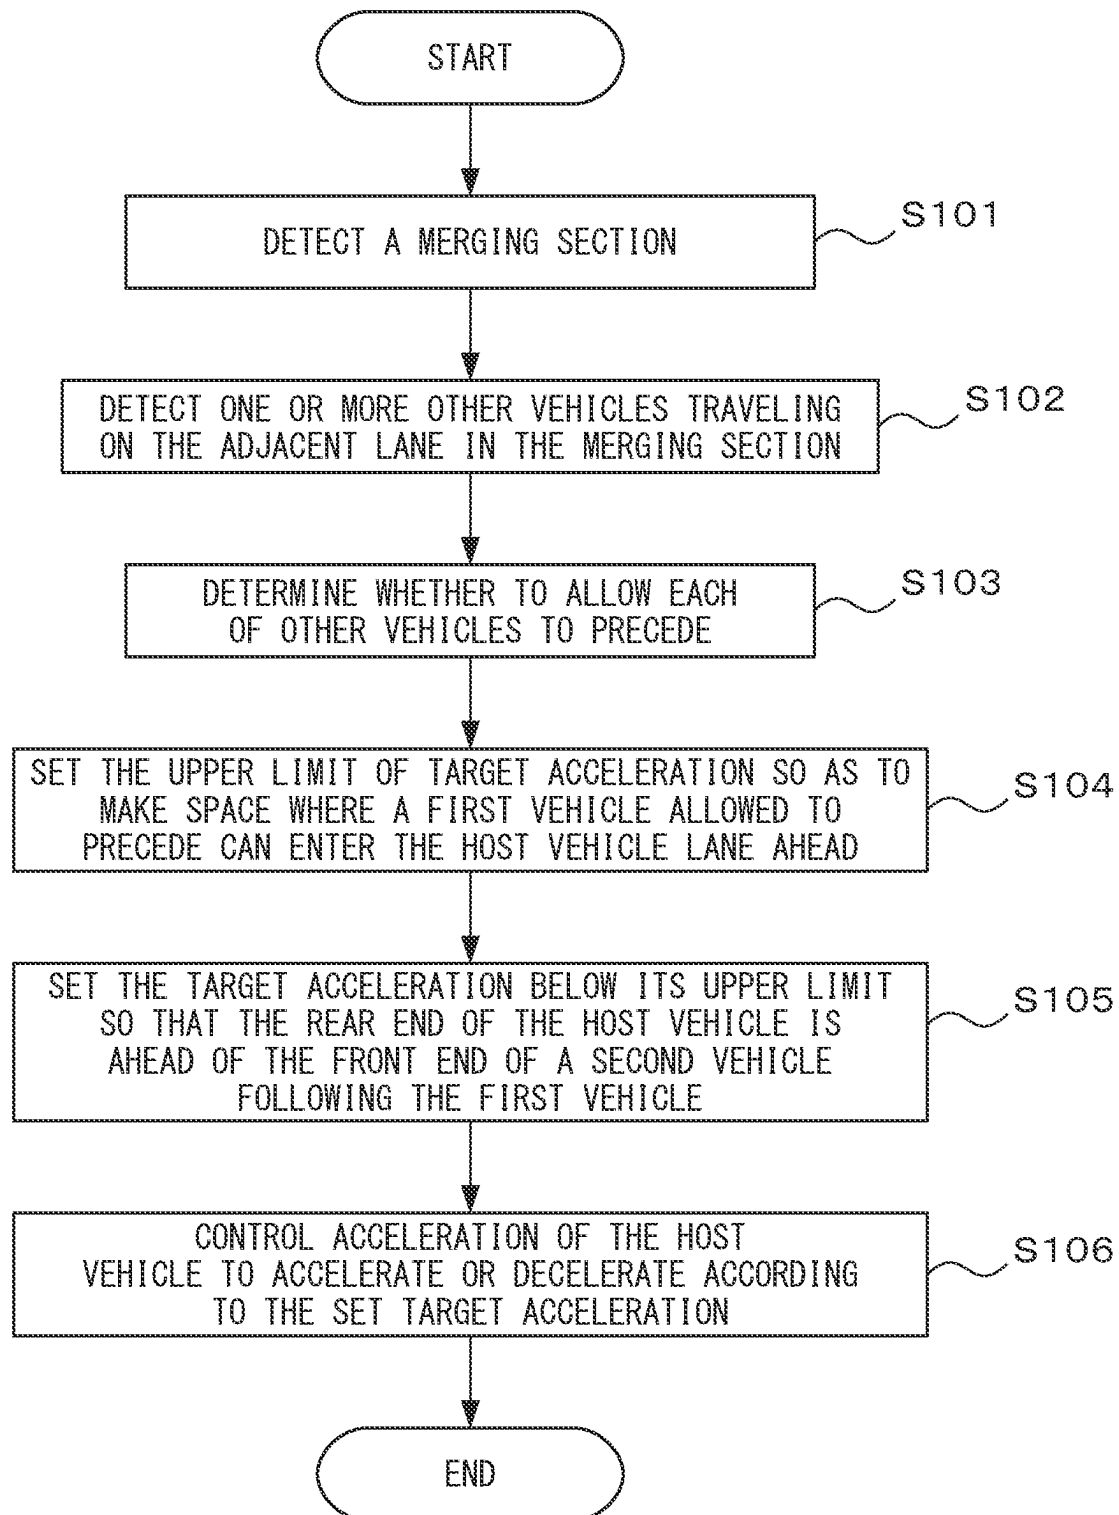 START
DETECT A MERGING SECTION
S101
DETECT ONE OR MORE OTHER VEHICLES TRAVELING
ON THE ADJACENT LANE IN THE MERGING SECTION
S102
DETERMINE WHETHER TO ALLOW EACH
OF OTHER VEHICLES TO PRECEDE
S103
SET THE UPPER LIMIT OF TARGET ACCELERATION SO AS TO
MAKE SPACE WHERE A FIRST VEHICLE ALLOWED TO
PRECEDE CAN ENTER THE HOST VEHICLE LANE AHEAD
S104
SET THE TARGET ACCELERATION BELOW ITS UPPER LIMIT
SO THAT THE REAR END OF THE HOST VEHICLE IS
AHEAD OF THE FRONT END OF A SECOND VEHICLE
FOLLOWING THE FIRST VEHICLE
S105
CONTROL ACCELERATION OF THE HOST
VEHICLE TO ACCELERATE OR DECELERATE ACCORDING
TO THE SET TARGET ACCELERATION
S106
END